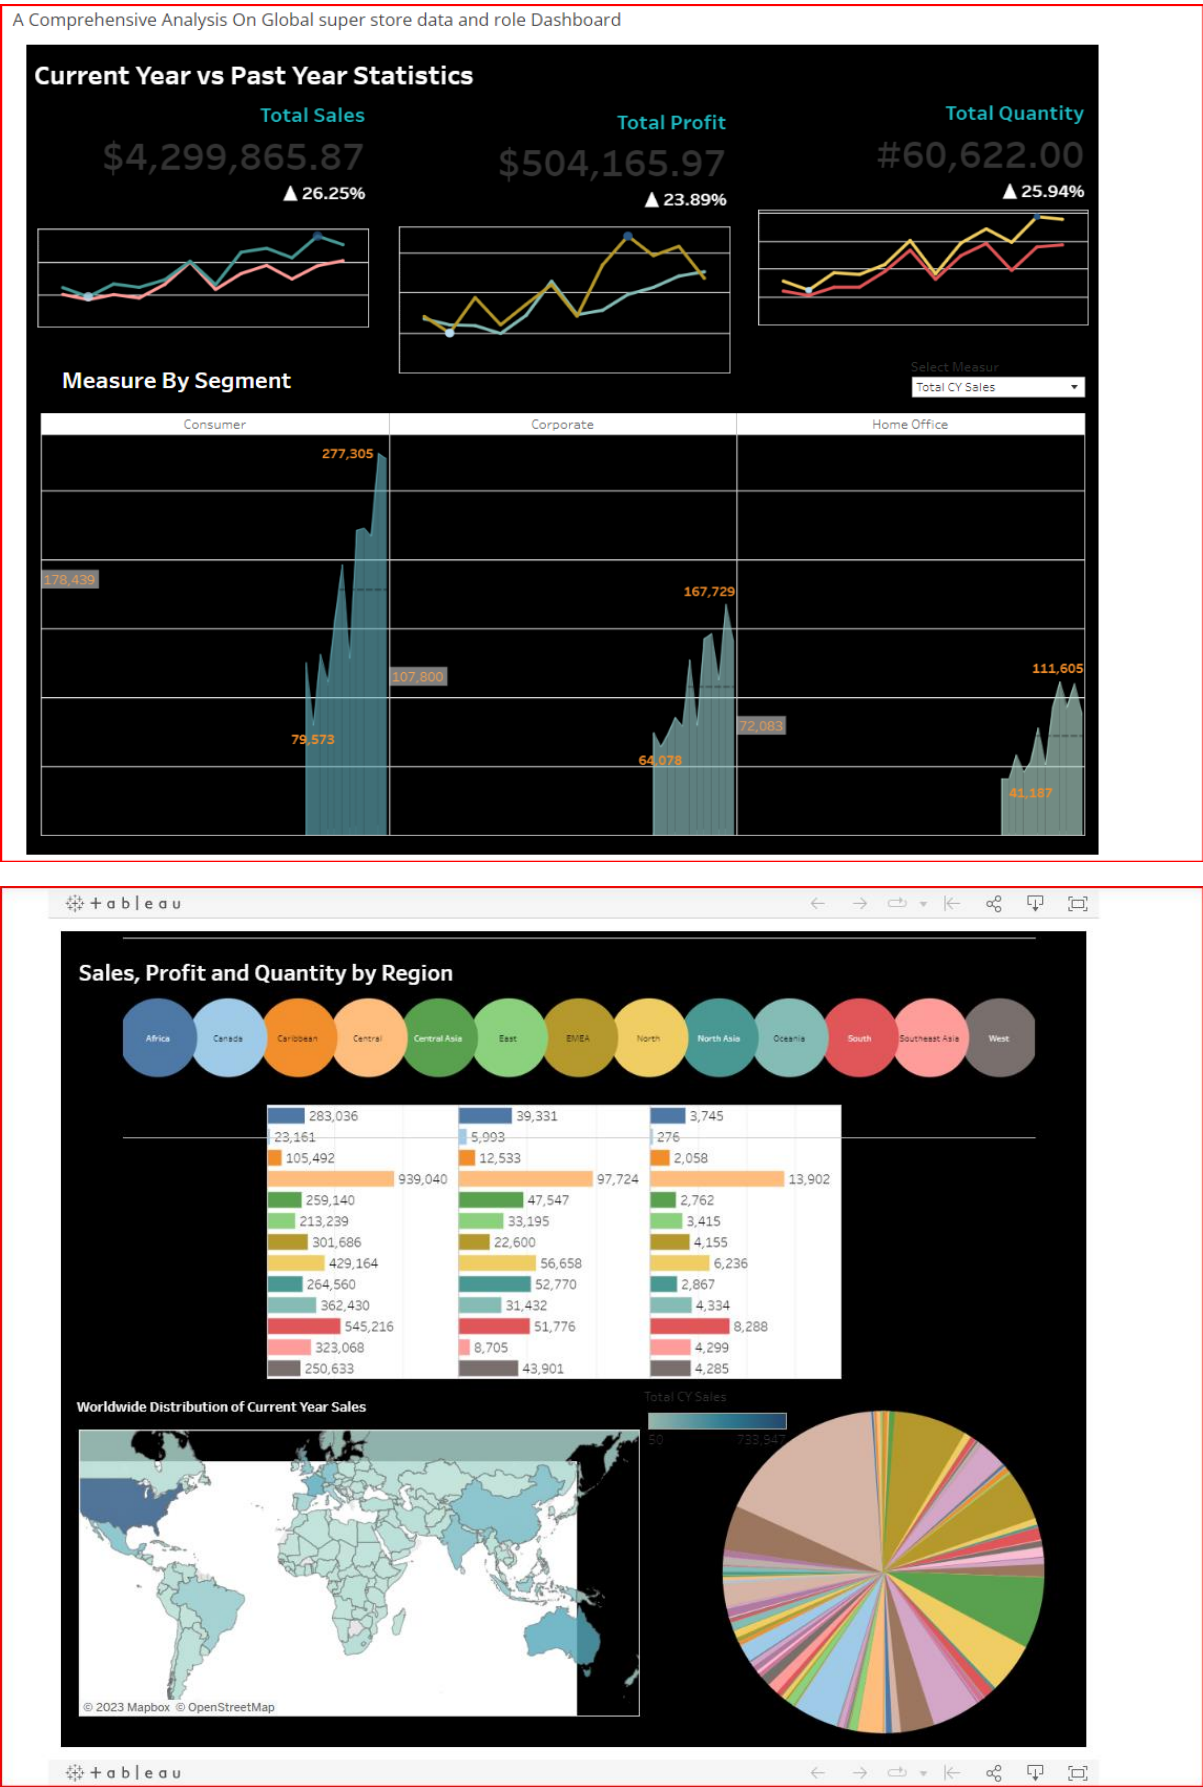 A Comprehensive Analysis On Global super store data and role Dashboard
Current Year vs Past Year Statistics
Total Sales
$4,299,865.87
▲ 26.25%
Total Profit
$504,165.97
▲ 23.89%
Total Quantity
#60,622.00
▲ 25.94%
Measure By Segment
Select Measur
Total CY Sales
Consumer Corporate Home Office
277,305
178,439
79,573
167,729
107,800
64,078
111,605
72,083
41,187
+ a b | e a u
Sales, Profit and Quantity by Region
Africa Canada Caribbean Central Central Asia East EMEA North North Asia Oceania South Southeast Asia West
283,036 39,331 3,745
23,161 5,993 276
105,492 12,533 2,058
939,040 97,724 13,902
259,140 47,547 2,762
213,239 33,195 3,415
301,686 22,600 4,155
429,164 56,658 6,236
264,560 52,770 2,867
362,430 31,432 4,334
545,216 51,776 8,288
323,068 8,705 4,299
250,633 43,901 4,285
Worldwide Distribution of Current Year Sales
Total CY Sales
50 733,947
© 2023 Mapbox © OpenStreetMap
+ a b | e a u